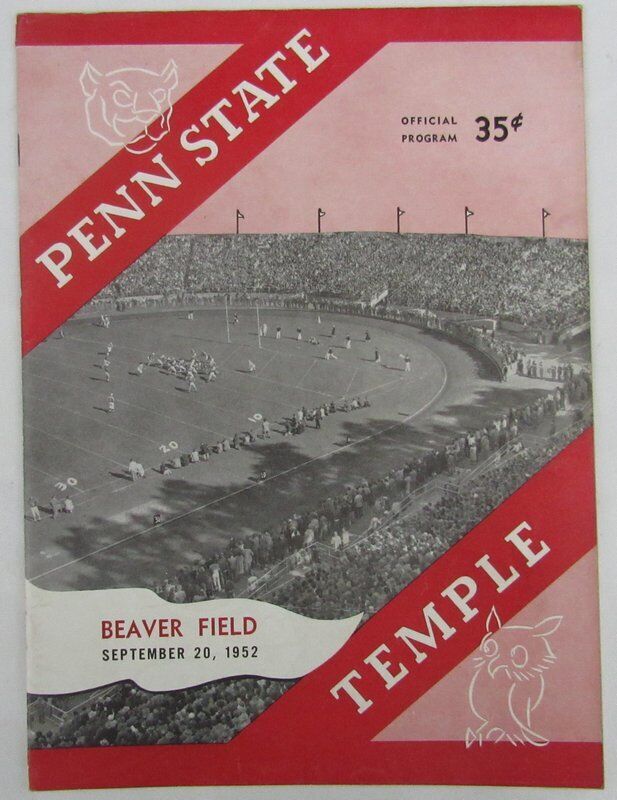 PENN STATE
OFFICIAL
PROGRAM
35¢
10
20
30
BEAVER FIELD
SEPTEMBER 20, 1952
TEMPLE